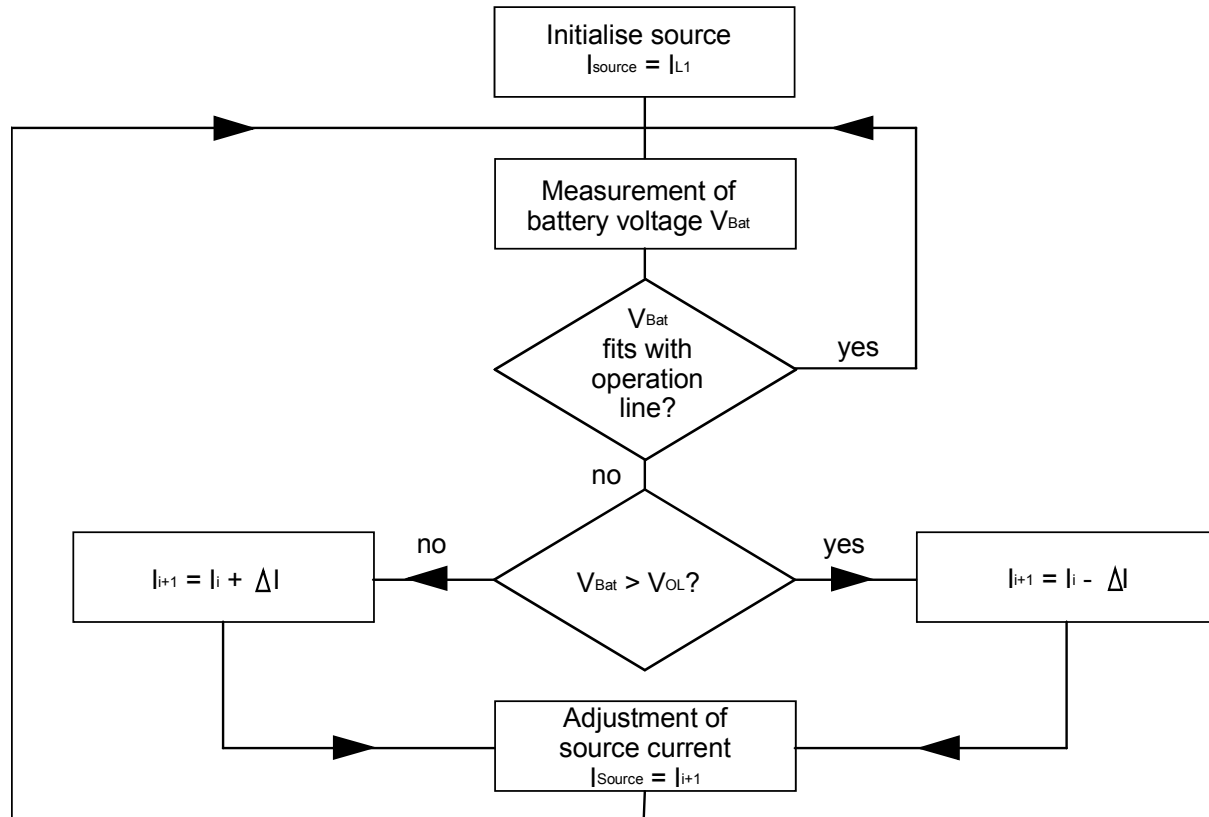 Initialise source
Isource = IL1
Measurement of
battery voltage VBat
VBat
fits with
operation
line?
yes
no
no
yes
Ii+1 = Ii + ΔI
VBat > VOL?
Ii+1 = Ii - ΔI
Adjustment of
source current
ISource = Ii+1